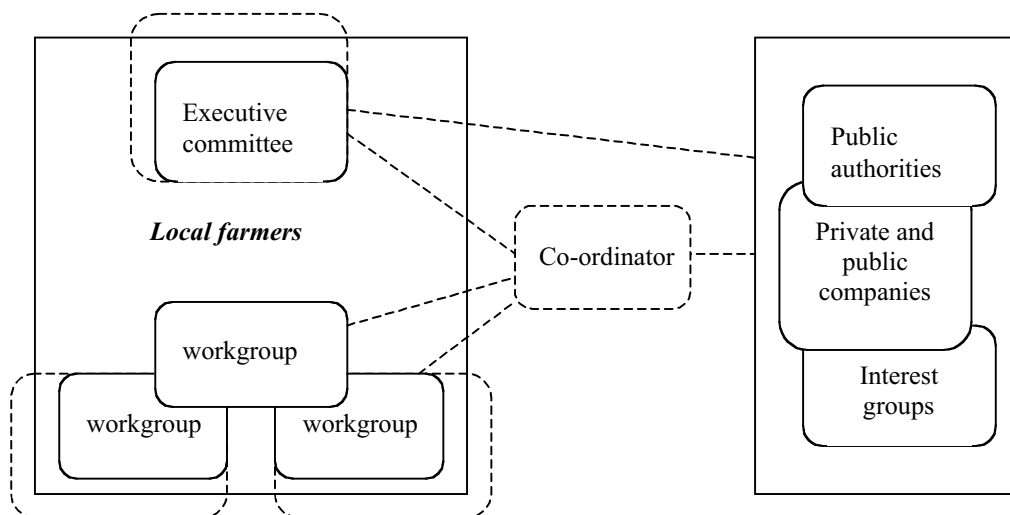 Executive
committee
Local farmers
workgroup
workgroup
workgroup
Co-ordinator
Public
authorities
Private and
public
companies
Interest
groups